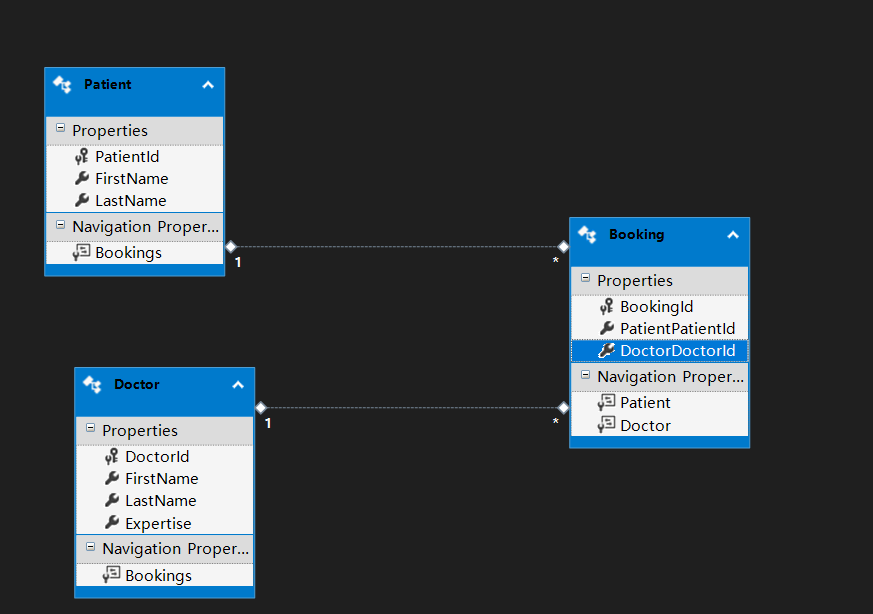 Patient
Properties
PatientId
FirstName
LastName
Navigation Proper...
Bookings
1
*
Booking
Properties
BookingId
PatientPatientId
DoctorDoctorId
Navigation Proper...
Patient
Doctor
Doctor
Properties
DoctorId
FirstName
LastName
Expertise
Navigation Proper...
Bookings
1
*